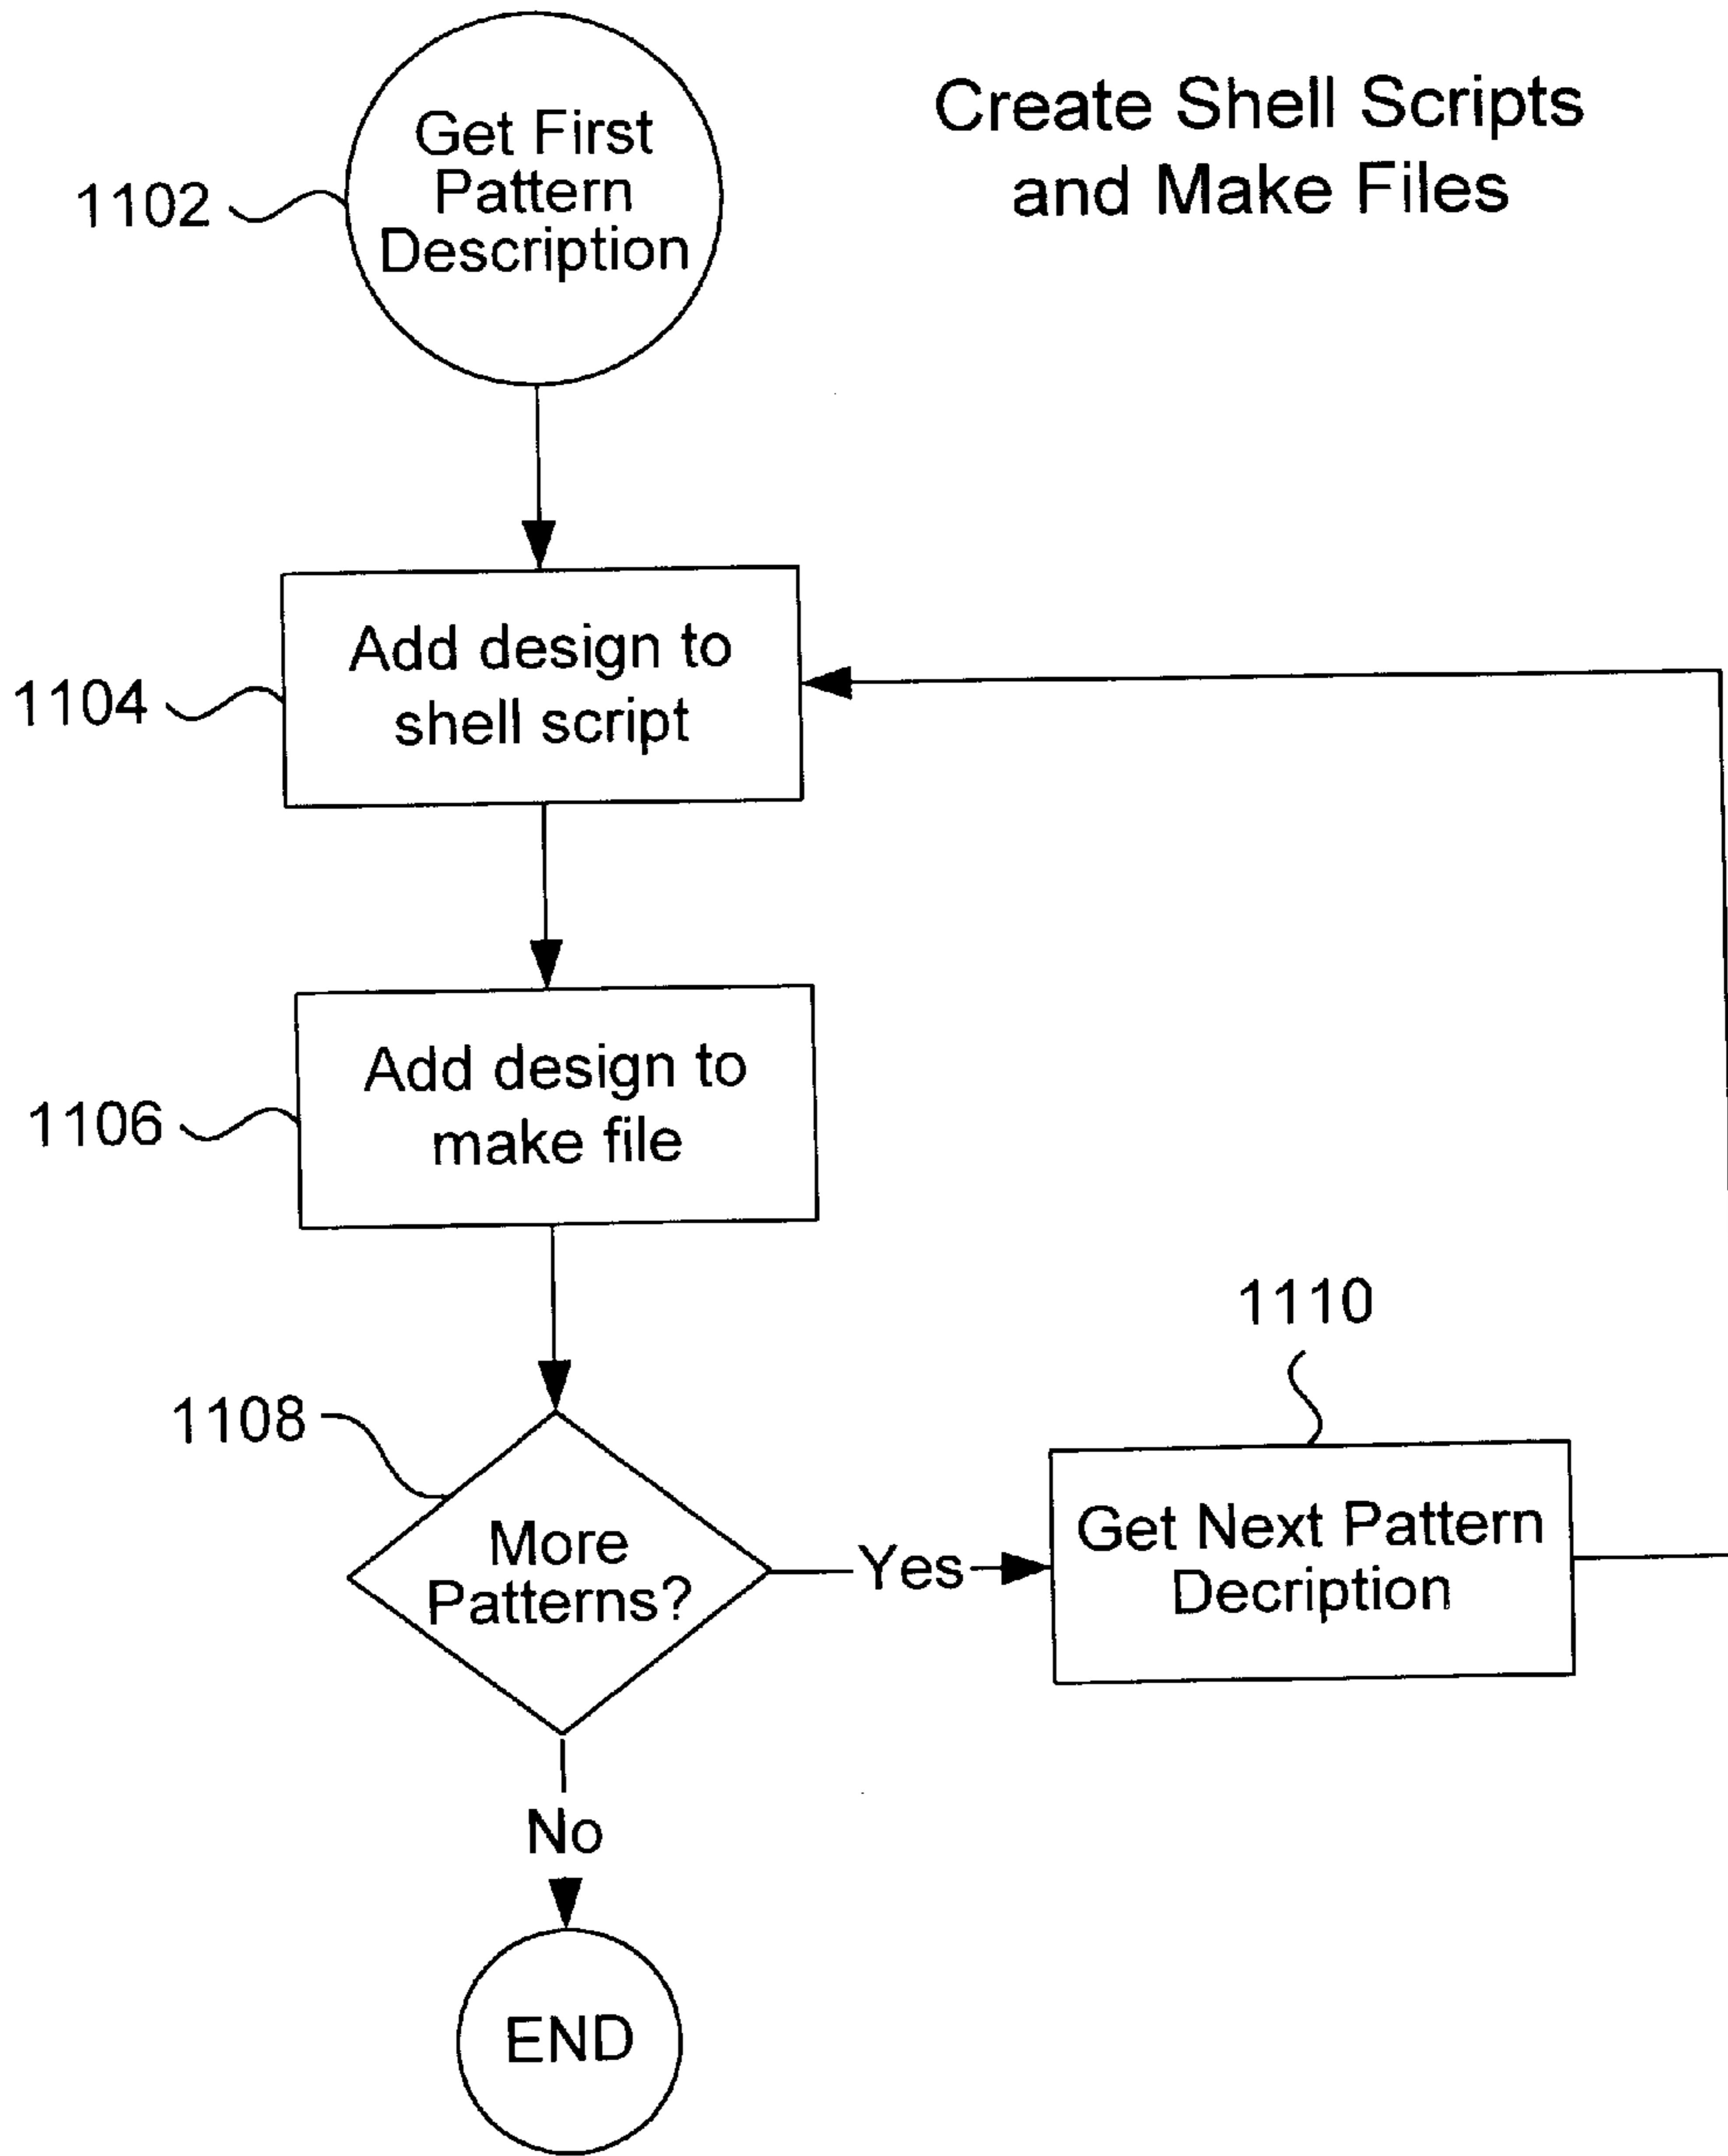 Create Shell Scripts
and Make Files
Get First
Pattern
Description
1102
Add design to
shell script
1104
Add design to
make file
1106
1108
More
Patterns?
Yes
1110
Get Next Pattern
Decription
No
END